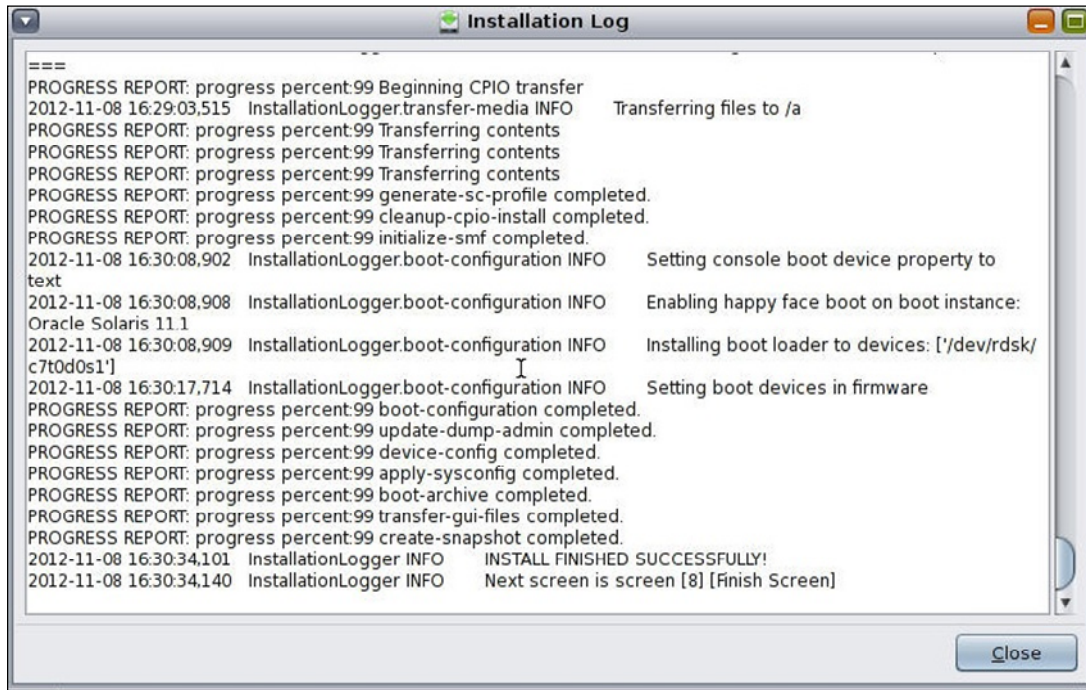 Installation Log
===
PROGRESS REPORT: progress percent:99 Beginning CPIO transfer
2012-11-08 16:29:03,515 InstallationLogger.transfer-media INFO Transferring files to /a
PROGRESS REPORT: progress percent:99 Transferring contents
PROGRESS REPORT: progress percent:99 Transferring contents
PROGRESS REPORT: progress percent:99 Transferring contents
PROGRESS REPORT: progress percent:99 generate-sc-profile completed.
PROGRESS REPORT: progress percent:99 cleanup-cpio-install completed.
PROGRESS REPORT: progress percent:99 initialize-smf completed.
2012-11-08 16:30:08,902 InstallationLogger.boot-configuration INFO Setting console boot device property to
text
2012-11-08 16:30:08,908 InstallationLogger.boot-configuration INFO Enabling happy face boot on boot instance:
Oracle Solaris 11.1
2012-11-08 16:30:08,909 InstallationLogger.boot-configuration INFO Installing boot loader to devices: ['/dev/rdsk/
c7t0d0s1']
2012-11-08 16:30:17,714 InstallationLogger.boot-configuration INFO Setting boot devices in firmware
PROGRESS REPORT: progress percent:99 boot-configuration completed.
PROGRESS REPORT: progress percent:99 update-dump-admin completed.
PROGRESS REPORT: progress percent:99 device-config completed.
PROGRESS REPORT: progress percent:99 apply-sysconfig completed.
PROGRESS REPORT: progress percent:99 boot-archive completed.
PROGRESS REPORT: progress percent:99 transfer-gui-files completed.
PROGRESS REPORT: progress percent:99 create-snapshot completed.
2012-11-08 16:30:34,101 InstallationLogger INFO INSTALL FINISHED SUCCESSFULLY!
2012-11-08 16:30:34,140 InstallationLogger INFO Next screen is screen [8] [Finish Screen]
Close